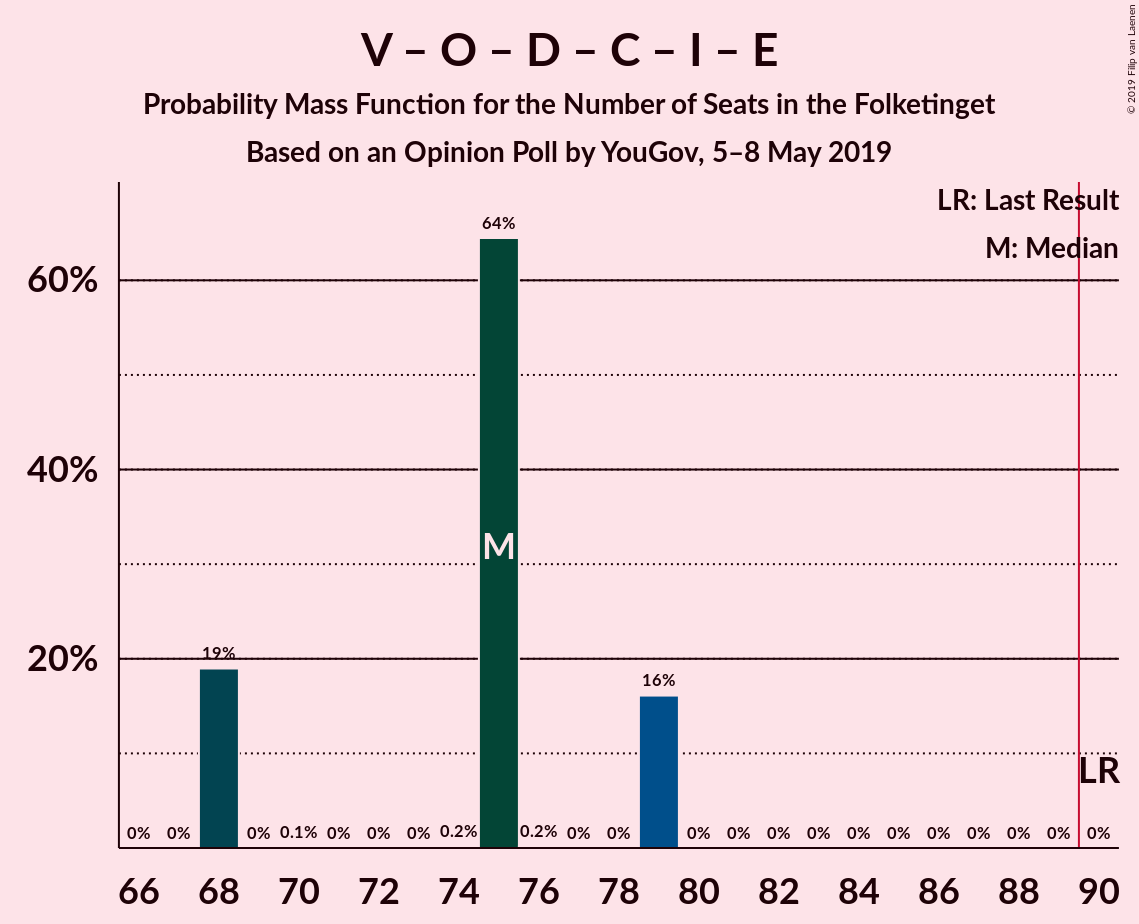 V – O – D – C – I – E
Probability Mass Function for the Number of Seats in the Folketinget
Based on an Opinion Poll by YouGov, 5–8 May 2019
© 2019 Filip van Laenen
LR: Last Result
M: Median
60%
40%
20%
64%
19%
16%
M
LR
0% 0% 0% 0.1% 0% 0% 0% 0.2% 0.2% 0% 0% 0% 0% 0% 0% 0% 0% 0% 0% 0% 0% 0%
66 68 70 72 74 76 78 80 82 84 86 88 90